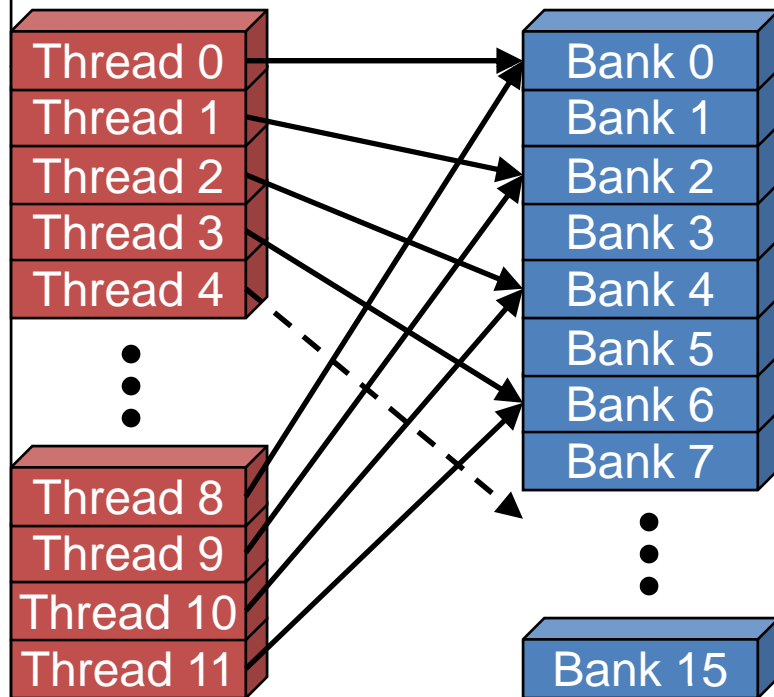 Thread 0
Thread 1
Thread 2
Thread 3
Thread 4
Thread 8
Thread 9
Thread 10
Thread 11
Bank 0
Bank 1
Bank 2
Bank 3
Bank 4
Bank 5
Bank 6
Bank 7
Bank 15